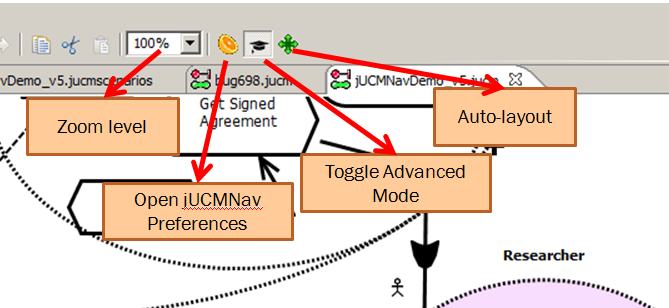 100%
vDemo_v5.jucmscenarios
bug698.jucm
jUCMNavDemo_v5.jucm
Get Signed
Agreement
Zoom level
Auto-layout
Toggle Advanced
Mode
Open jUCMNav
Preferences
Researcher